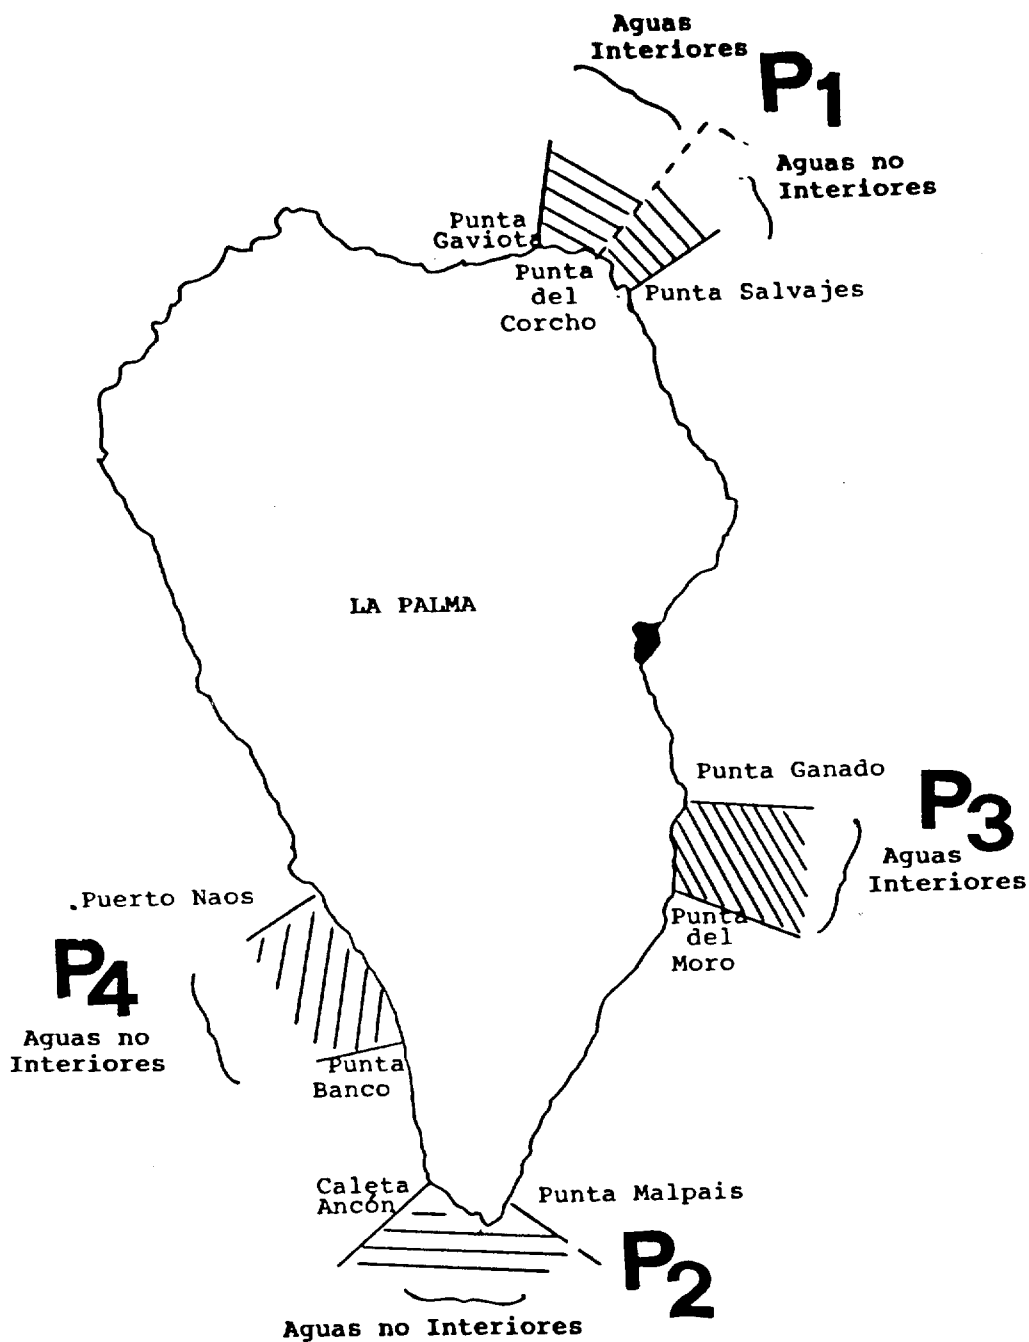 Aguas
Interiores
P1
Aguas no
Interiores
Punta
Gaviota
Punta
del
Corcho
Punta Salvajes
LA PALMA
Punta Ganado
P3
Aguas
Interiores
Punta
del
Moro
.Puerto Naos
P4
Aguas no
Interiores
Punta
Banco
Caleta
Ancón
Punta Malpais
P2
Aguas no Interiores